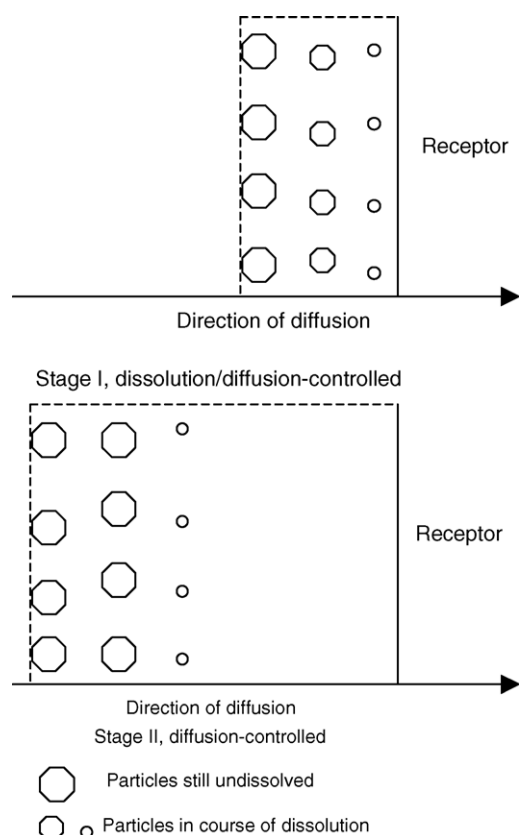 Receptor
Direction of diffusion
Stage I, dissolution/diffusion-controlled
Receptor
Direction of diffusion
Stage II, diffusion-controlled
Particles still undissolved
Particles in course of dissolution